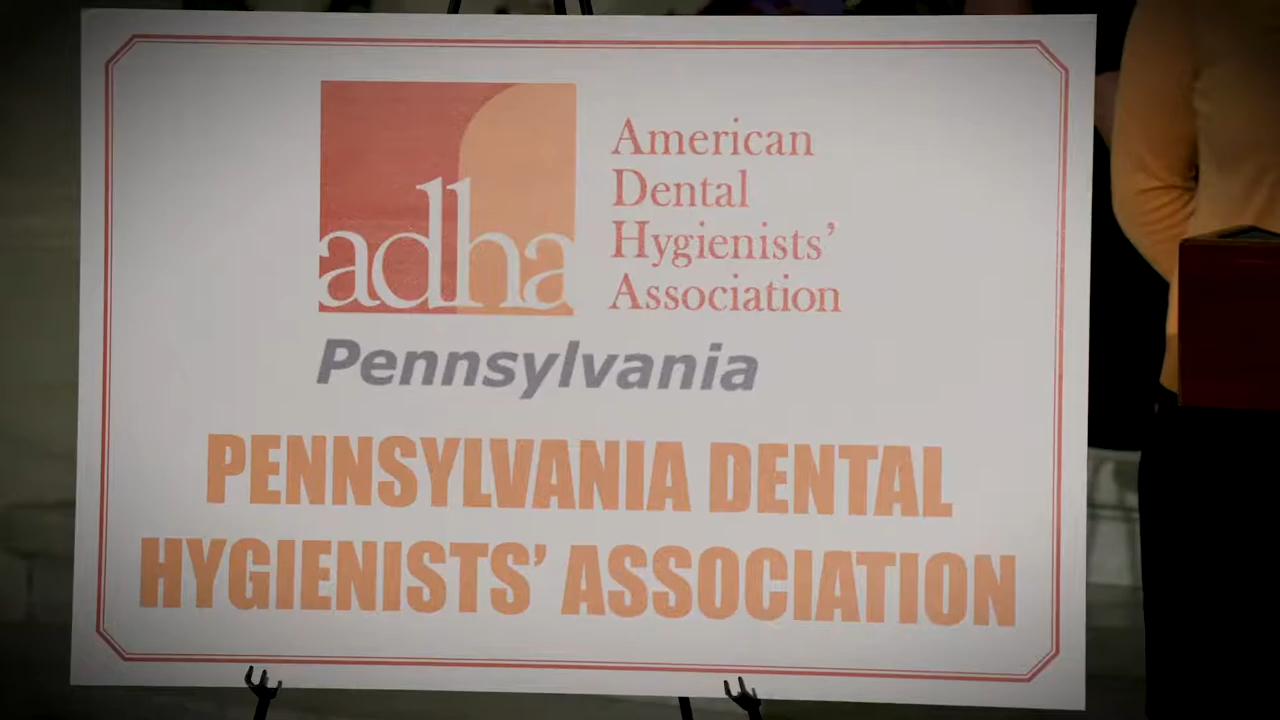 adha
American
Dental
Hygienists’
Association
Pennsylvania
PENNSYLVANIA DENTAL
HYGIENISTS’ ASSOCIATION